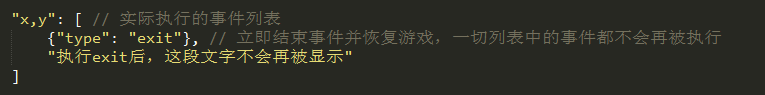 "x,y": [ // 实际执行的事件列表
{"type": "exit"}, // 立即结束事件并恢复游戏，一切列表中的事件都不会再被执行
"执行exit后，这段文字不会再被显示"
]